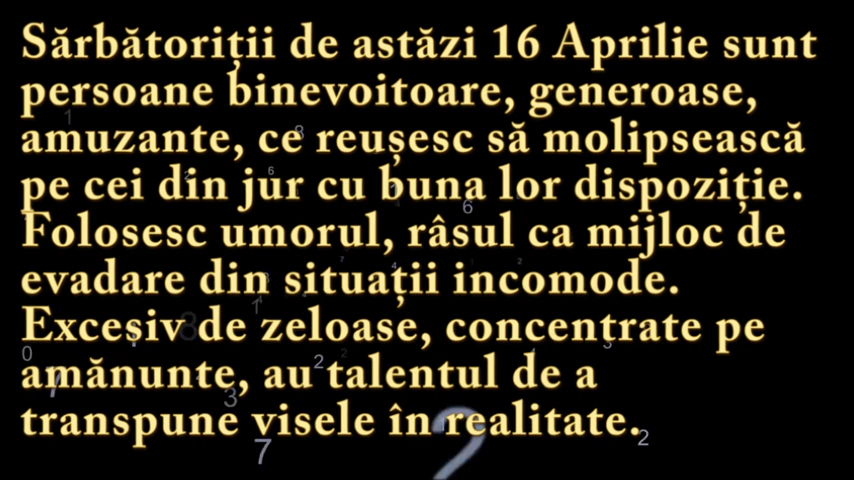 Sărbătoriții de astăzi 16 Aprilie sunt
persoane binevoitoare, generoase,
amuzante, ce reușesc să molipsească
pe cei din jur cu buna lor dispoziție.
Folosesc umorul, râsul ca mijloc de
evadare din situații incomode.
Excesiv de zeloase, concentrate pe
amănunte, au talentul de a
transpune visele în realitate.